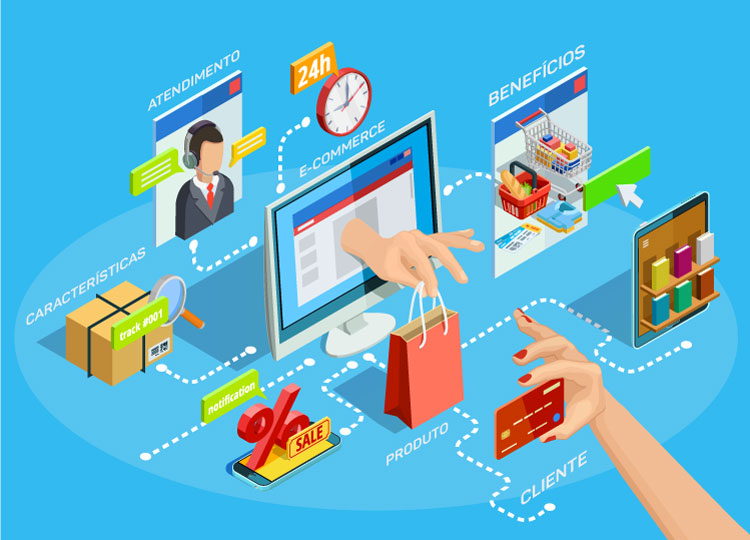 ATENDIMENTO
24h
BENEFÍCIOS
E-COMMERCE
CARACTERÍSTICAS
track #001
notification
%
SALE
PRODUTO
CLIENTE